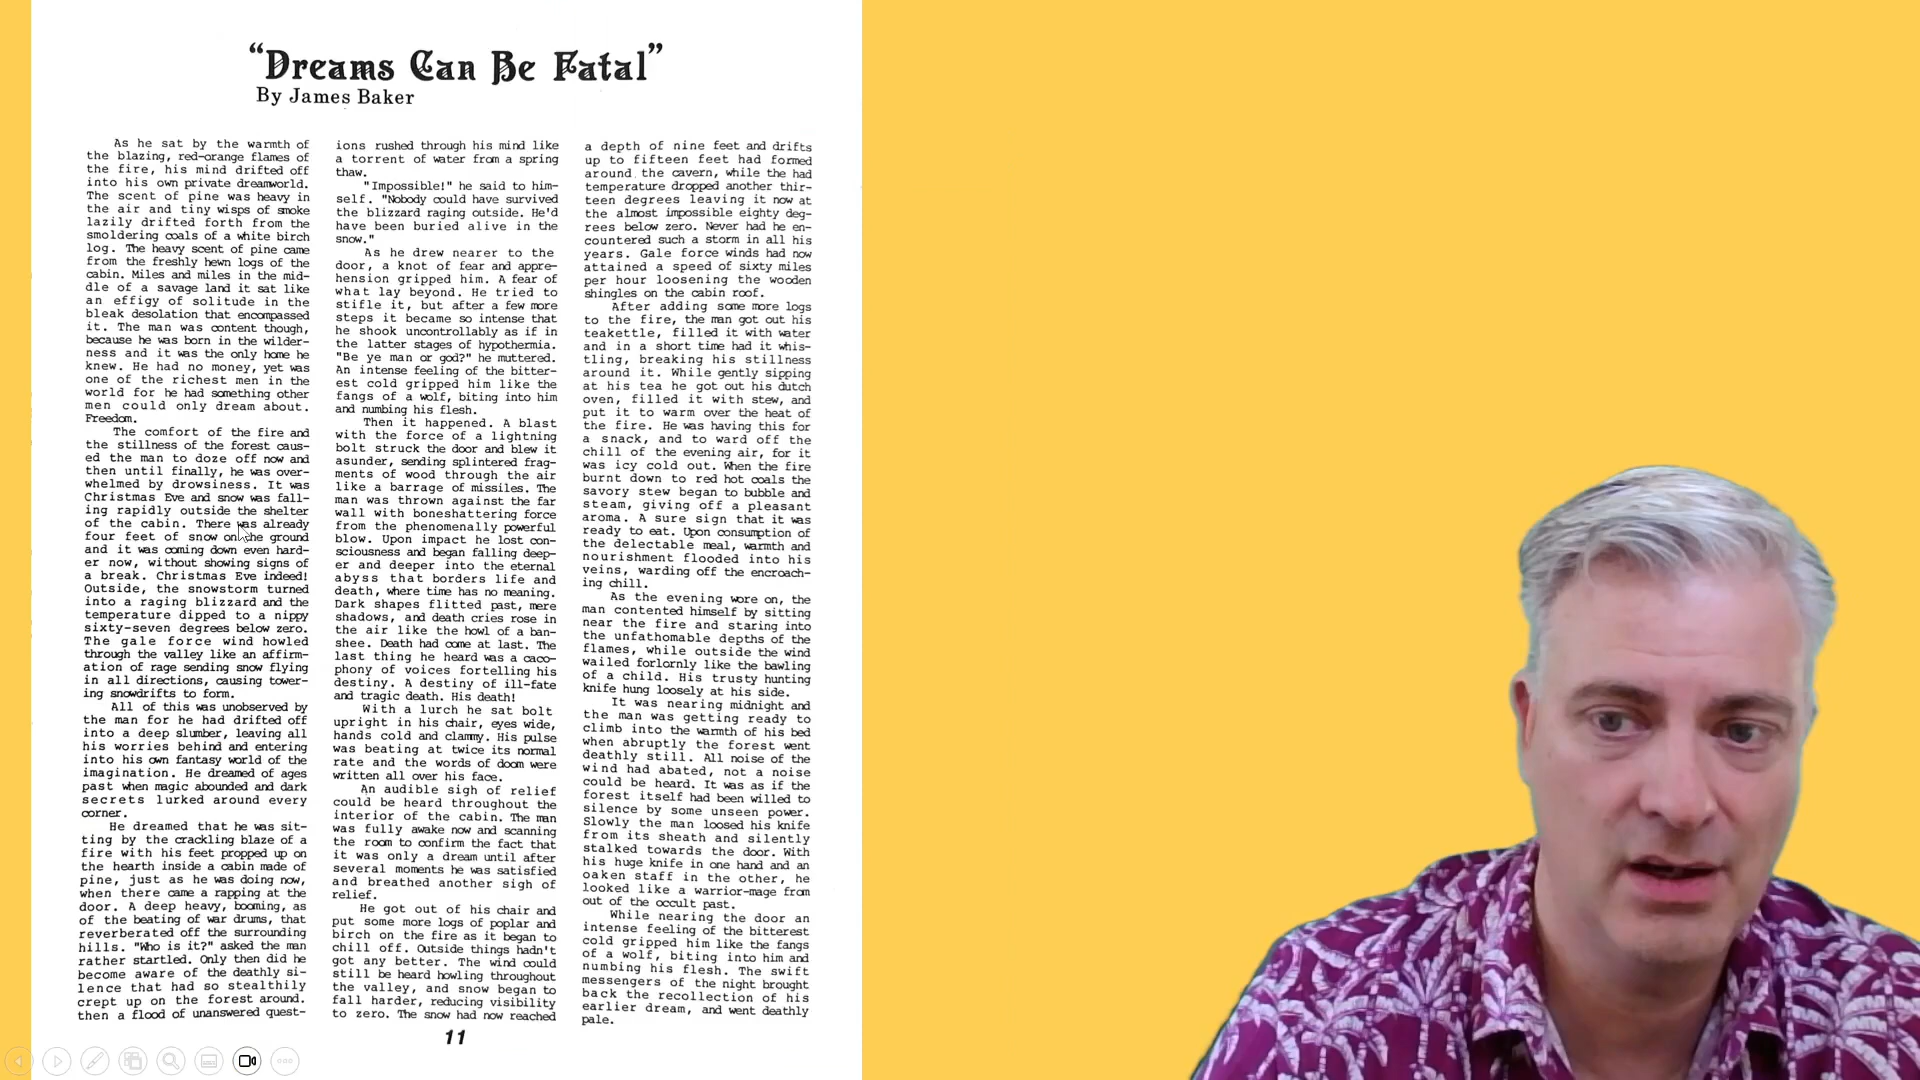 “Dreams Can Be Fatal”
By James Baker
As he sat by the warmth of
the blazing, red-orange flames of
the fire, his mind drifted off
into his own private dreamworld.
The scent of pine was heavy in
the air and tiny wisps of smoke
lazily drifted forth from the
smoldering coals of a white birch
log. The heavy scent of pine came
from the freshly hewn logs of the
cabin. Miles and miles in the mid-
dle of a savage land it sat like
an effigy of solitude in the
bleak desolation that encompassed
it. The man was content though,
because he was born in the wilder-
ness and it was the only home he
knew. He had no money, yet was
one of the richest men in the
world for he had something other
men could only dream about.
Freedom.
The comfort of the fire and
the stillness of the forest caus-
ed the man to doze off now and
then until finally, he was over-
whelmed by drowsiness. It was
Christmas Eve and snow was fall-
ing rapidly outside the shelter
of the cabin. There was already
four feet of snow on the ground
and it was coming down even hard-
er now, without showing signs of
a break. Christmas Eve indeed!
Outside, the snowstorm turned
into a raging blizzard and the
temperature dipped to a nippy
sixty-seven degrees below zero.
The gale force wind howled
through the valley like an affirm-
ation of rage sending snow flying
in all directions, causing tower-
ing snowdrifts to form.
All of this was unobserved by
the man for he had drifted off
into a deep slumber, leaving all
his worries behind and entering
into his own fantasy world of the
imagination. He dreamed of ages
past when magic abounded and dark
secrets lurked around every
corner.
He dreamed that he was sit-
ting by the crackling blaze of a
fire with his feet propped up on
the hearth inside a cabin made of
pine, just as he was doing now,
when there came a rapping at the
door. A deep heavy, booming, as
of the beating of war drums, that
reverberated off the surrounding
hills. "Who is it?" asked the man
rather startled. Only then did he
become aware of the deathly si-
lence that had so stealthily
crept up on the forest around.
then a flood of unanswered quest-
ions rushed through his mind like
a torrent of water from a spring
thaw.
"Impossible!" he said to him-
self. "Nobody could have survived
the blizzard raging outside. He'd
have been buried alive in the
snow."
As he drew nearer to the
door, a knot of fear and appre-
hension gripped him. A fear of
what lay beyond. He tried to
stifle it, but after a few more
steps it became so intense that
he shook uncontrollably as if in
the latter stages of hypothermia.
"Be ye man or god?" he muttered.
An intense feeling of the bitter-
est cold gripped him like the
fangs of a wolf, biting into him
and numbing his flesh.
Then it happened. A blast
with the force of a lightning
bolt struck the door and blew it
asunder, sending splintered frag-
ments of wood through the air
like a barrage of missiles. The
man was thrown against the far
wall with boneshattering force
from the phenomenally powerful
blow. Upon impact he lost con-
sciousness and began falling deep-
er and deeper into the eternal
abyss that borders life and
death, where time has no meaning.
Dark shapes flitted past, mere
shadows, and death cries rose in
the air like the howl of a ban-
shee. Death had come at last. The
last thing he heard was a caco-
phony of voices fortelling his
destiny. A destiny of ill-fate
and tragic death. His death!
With a lurch he sat bolt
upright in his chair, eyes wide,
hands cold and clammy. His pulse
was beating at twice its normal
rate and the words of doom were
written all over his face.
An audible sigh of relief
could be heard throughout the
interior of the cabin. The man
was fully awake now and scanning
the room to confirm the fact that
it was only a dream until after
several moments he was satisfied
and breathed another sigh of
relief.
He got out of his chair and
put some more logs of poplar and
birch on the fire as it began to
chill off. Outside things hadn't
got any better. The wind could
still be heard howling throughout
the valley, and snow began to
fall harder, reducing visibility
to zero. The snow had now reached
a depth of nine feet and drifts
up to fifteen feet had formed
around the cavern, while the had
temperature dropped another thir-
teen degrees leaving it now at
the almost impossible eighty deg-
rees below zero. Never had he en-
countered such a storm in all his
years. Gale force winds had now
attained a speed of sixty miles
per hour loosening the wooden
shingles on the cabin roof.
After adding some more logs
to the fire, the man got out his
teakettle, filled it with water
and in a short time had it whis-
tling, breaking his stillness
around it. While gently sipping
at his tea he got out his dutch
oven, filled it with stew, and
put it to warm over the heat of
the fire. He was having this for
a snack, and to ward off the
chill of the evening air, for it
was icy cold out. When the fire
burnt down to red hot coals the
savory stew began to bubble and
steam, giving off a pleasant
aroma. A sure sign that it was
ready to eat. Upon consumption of
the delectable meal, warmth and
nourishment flooded into his
veins, warding off the encroach-
ing chill.
As the evening wore on, the
man contented himself by sitting
near the fire and staring into
the unfathomable depths of the
flames, while outside the wind
wailed forlornly like the bawling
of a child. His trusty hunting
knife hung loosely at his side.
It was nearing midnight and
the man was getting ready to
climb into the warmth of his bed
when abruptly the forest went
deathly still. All noise of the
wind had abated, not a noise
could be heard. It was as if the
forest itself had been willed to
silence by some unseen power.
Slowly the man loosed his knife
from its sheath and silently
stalked towards the door. With
his huge knife in one hand and an
oaken staff in the other, he
looked like a warrior-mage from
out of the occult past.
While nearing the door an
intense feeling of the bitterest
cold gripped him like the fangs
of a wolf, biting into him and
numbing his flesh. The swift
messengers of the night brought
back the recollection of his
earlier dream, and went deathly
pale.
11